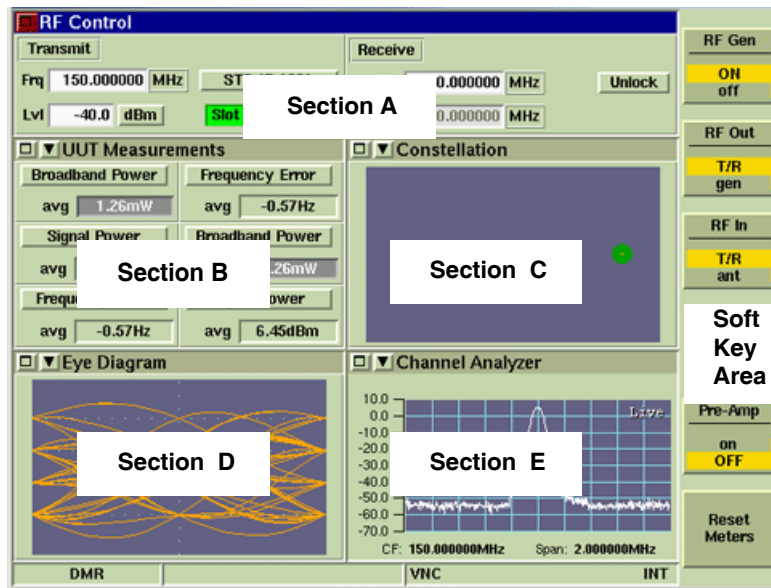 RF Control
Transmit
Receive
Frq 150.000000 MHz
0.000000 MHz Unlock
Lvl -40.0 dBm Slot
0.000000 MHz
Section A
UUT Measurements
Broadband Power Frequency Error
avg 1.26mW avg -0.57Hz
Signal Power Broadband Power
avg .26mW
Section B
avg -0.57Hz avg 6.45dBm
Constellation
Section C
Eye Diagram
Section D
Channel Analyzer
10.0
0.0
-10.0
-20.0
-30.0
-40.0
-50.0
-60.0
-70.0
Live
Section E
CF: 150.000000MHz Span: 2.000000MHz
DMR VNC INT
RF Gen
ON
off
RF Out
T/R
gen
RF In
T/R
ant
Soft
Key
Area
Pre-Amp
on
OFF
Reset
Meters